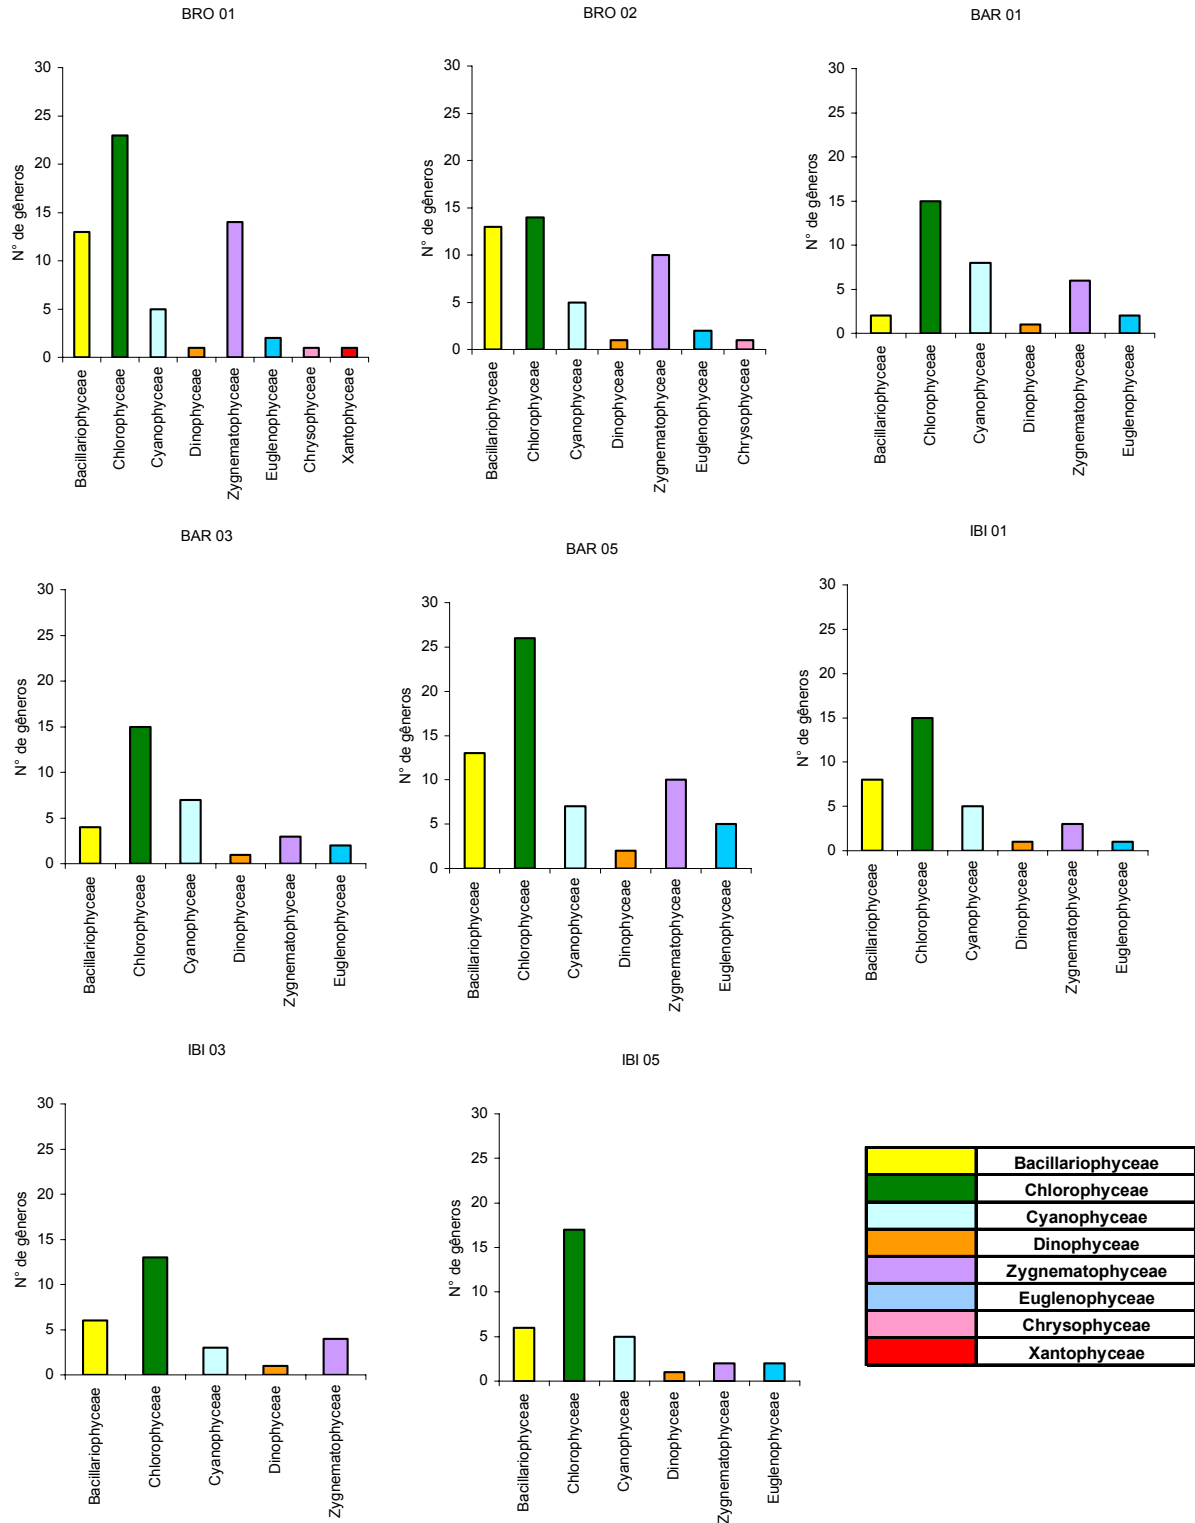 BRO 01
N° de gêneros
30
25
20
15
10
5
0
Bacillariophyceae
Chlorophyceae
Cyanophyceae
Dinophyceae
Zygnematophyceae
Euglenophyceae
Chrysophyceae
Xantophyceae
BRO 02
N° de gêneros
30
25
20
15
10
5
0
Bacillariophyceae
Chlorophyceae
Cyanophyceae
Dinophyceae
Zygnematophyceae
Euglenophyceae
Chrysophyceae
BAR 01
N° de gêneros
30
25
20
15
10
5
0
Bacillariophyceae
Chlorophyceae
Cyanophyceae
Dinophyceae
Zygnematophyceae
Euglenophyceae
BAR 03
N° de gêneros
30
25
20
15
10
5
0
Bacillariophyceae
Chlorophyceae
Cyanophyceae
Dinophyceae
Zygnematophyceae
Euglenophyceae
BAR 05
N° de gêneros
30
25
20
15
10
5
0
Bacillariophyceae
Chlorophyceae
Cyanophyceae
Dinophyceae
Zygnematophyceae
Euglenophyceae
IBI 01
N° de gêneros
30
25
20
15
10
5
0
Bacillariophyceae
Chlorophyceae
Cyanophyceae
Dinophyceae
Zygnematophyceae
Euglenophyceae
IBI 03
N° de gêneros
30
25
20
15
10
5
0
Bacillariophyceae
Chlorophyceae
Cyanophyceae
Dinophyceae
Zygnematophyceae
IBI 05
N° de gêneros
30
25
20
15
10
5
0
Bacillariophyceae
Chlorophyceae
Cyanophyceae
Dinophyceae
Zygnematophyceae
Euglenophyceae
Bacillariophyceae
Chlorophyceae
Cyanophyceae
Dinophyceae
Zygnematophyceae
Euglenophyceae
Chrysophyceae
Xantophyceae